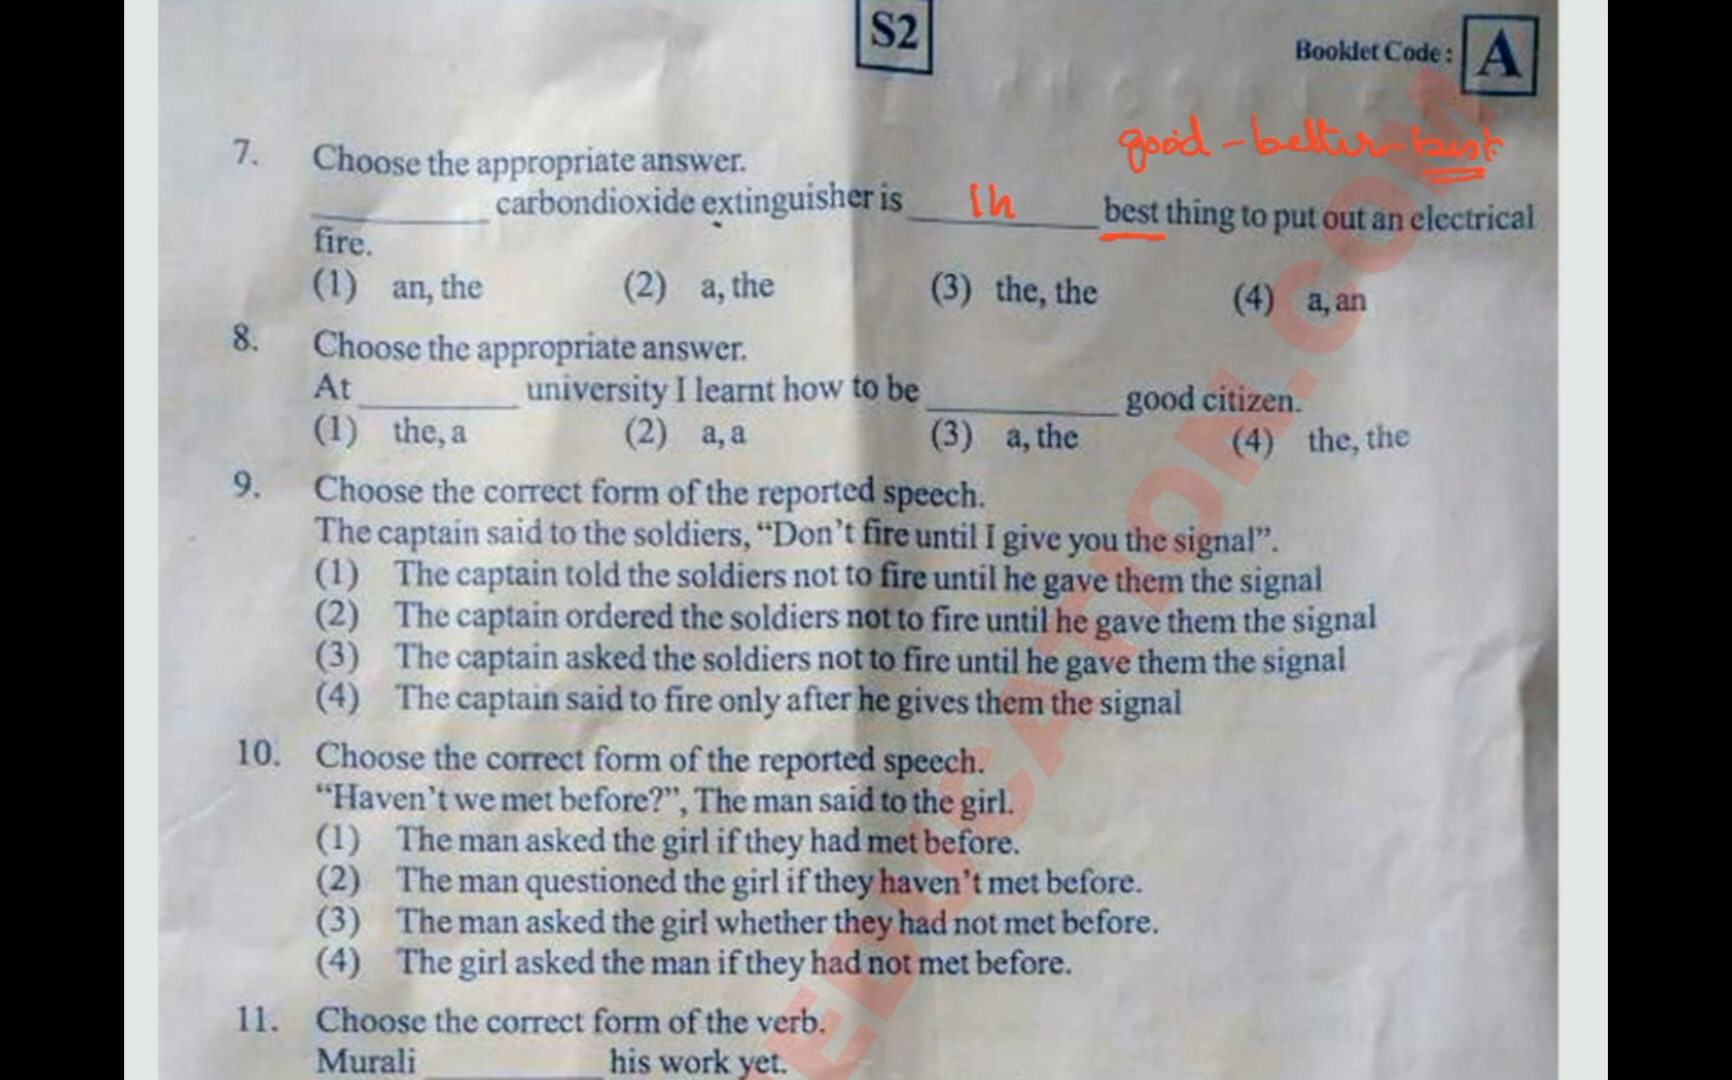 S2
Booklet Code : A
good - better - best
7. Choose the appropriate answer.
__________ carbondioxide extinguisher is __________ best thing to put out an electrical
fire.
(1) an, the (2) a, the (3) the, the (4) a, an
8. Choose the appropriate answer.
At __________ university I learnt how to be __________ good citizen.
(1) the, a (2) a, a (3) a, the (4) the, the
9. Choose the correct form of the reported speech.
The captain said to the soldiers, “Don’t fire until I give you the signal”.
(1) The captain told the soldiers not to fire until he gave them the signal
(2) The captain ordered the soldiers not to fire until he gave them the signal
(3) The captain asked the soldiers not to fire until he gave them the signal
(4) The captain said to fire only after he gives them the signal
10. Choose the correct form of the reported speech.
“Haven’t we met before?”, The man said to the girl.
(1) The man asked the girl if they had met before.
(2) The man questioned the girl if they haven’t met before.
(3) The man asked the girl whether they had not met before.
(4) The girl asked the man if they had not met before.
11. Choose the correct form of the verb.
Murali __________ his work yet.
EDUCATION.COM